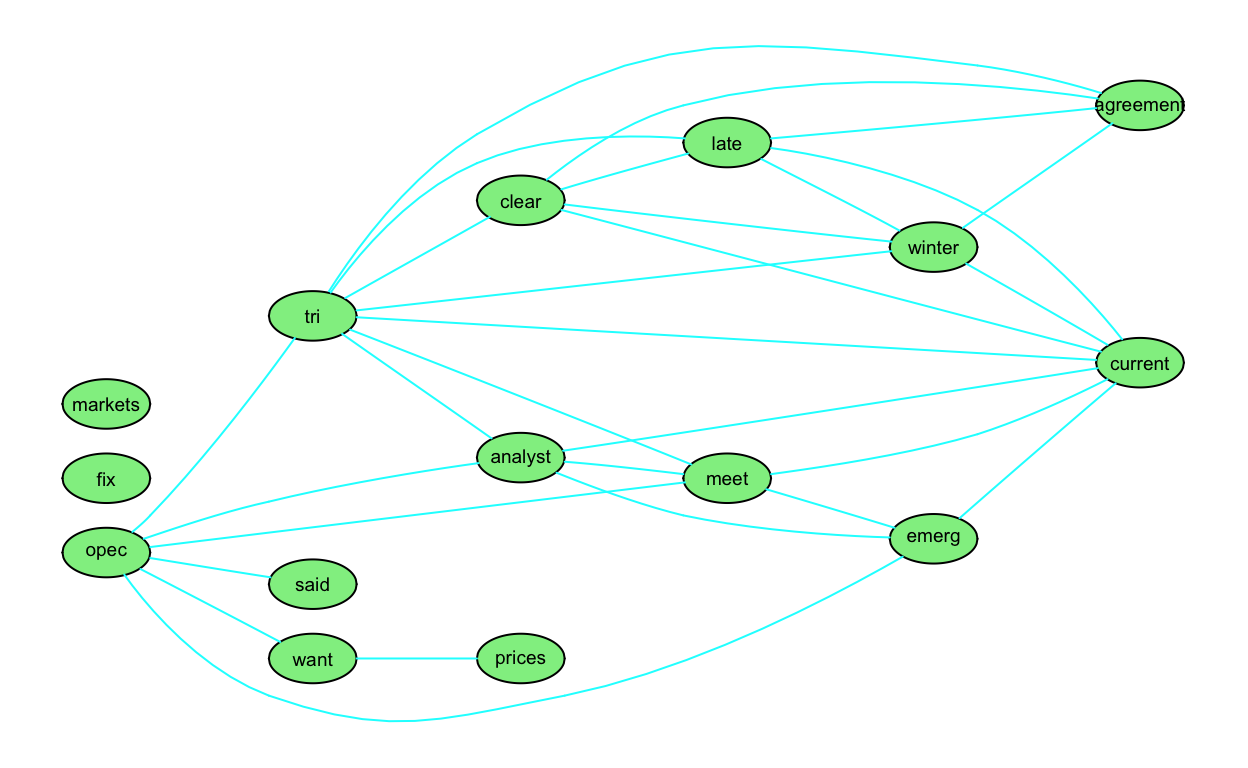 agreement
late
clear
winter
tri
current
markets
analyst
meet
fix
emerg
opec
said
want
prices